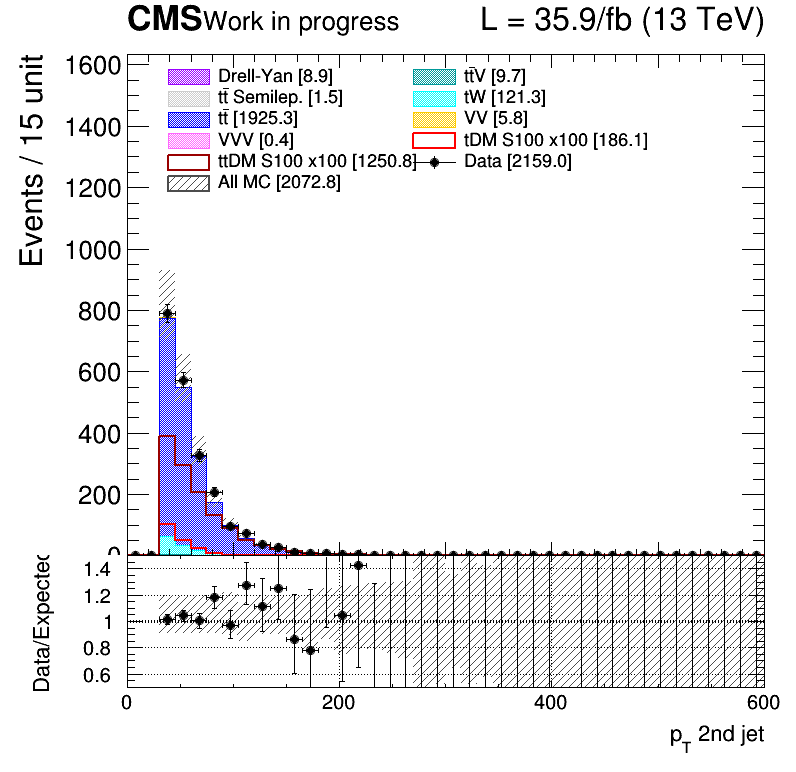 CMS Work in progress L = 35.9/fb (13 TeV)
Events / 15 unit
1600
1400
1200
1000
800
600
400
200
0
Drell-Yan [8.9]
tt̄V [9.7]
tt̄ Semilep. [1.5]
tW [121.3]
tt̄ [1925.3]
VV [5.8]
VVV [0.4]
tDM S100 x100 [186.1]
ttDM S100 x100 [1250.8]
Data [2159.0]
All MC [2072.8]
Data/Expected
1.4
1.2
1
0.8
0.6
0 200 400 600
p_T 2nd jet